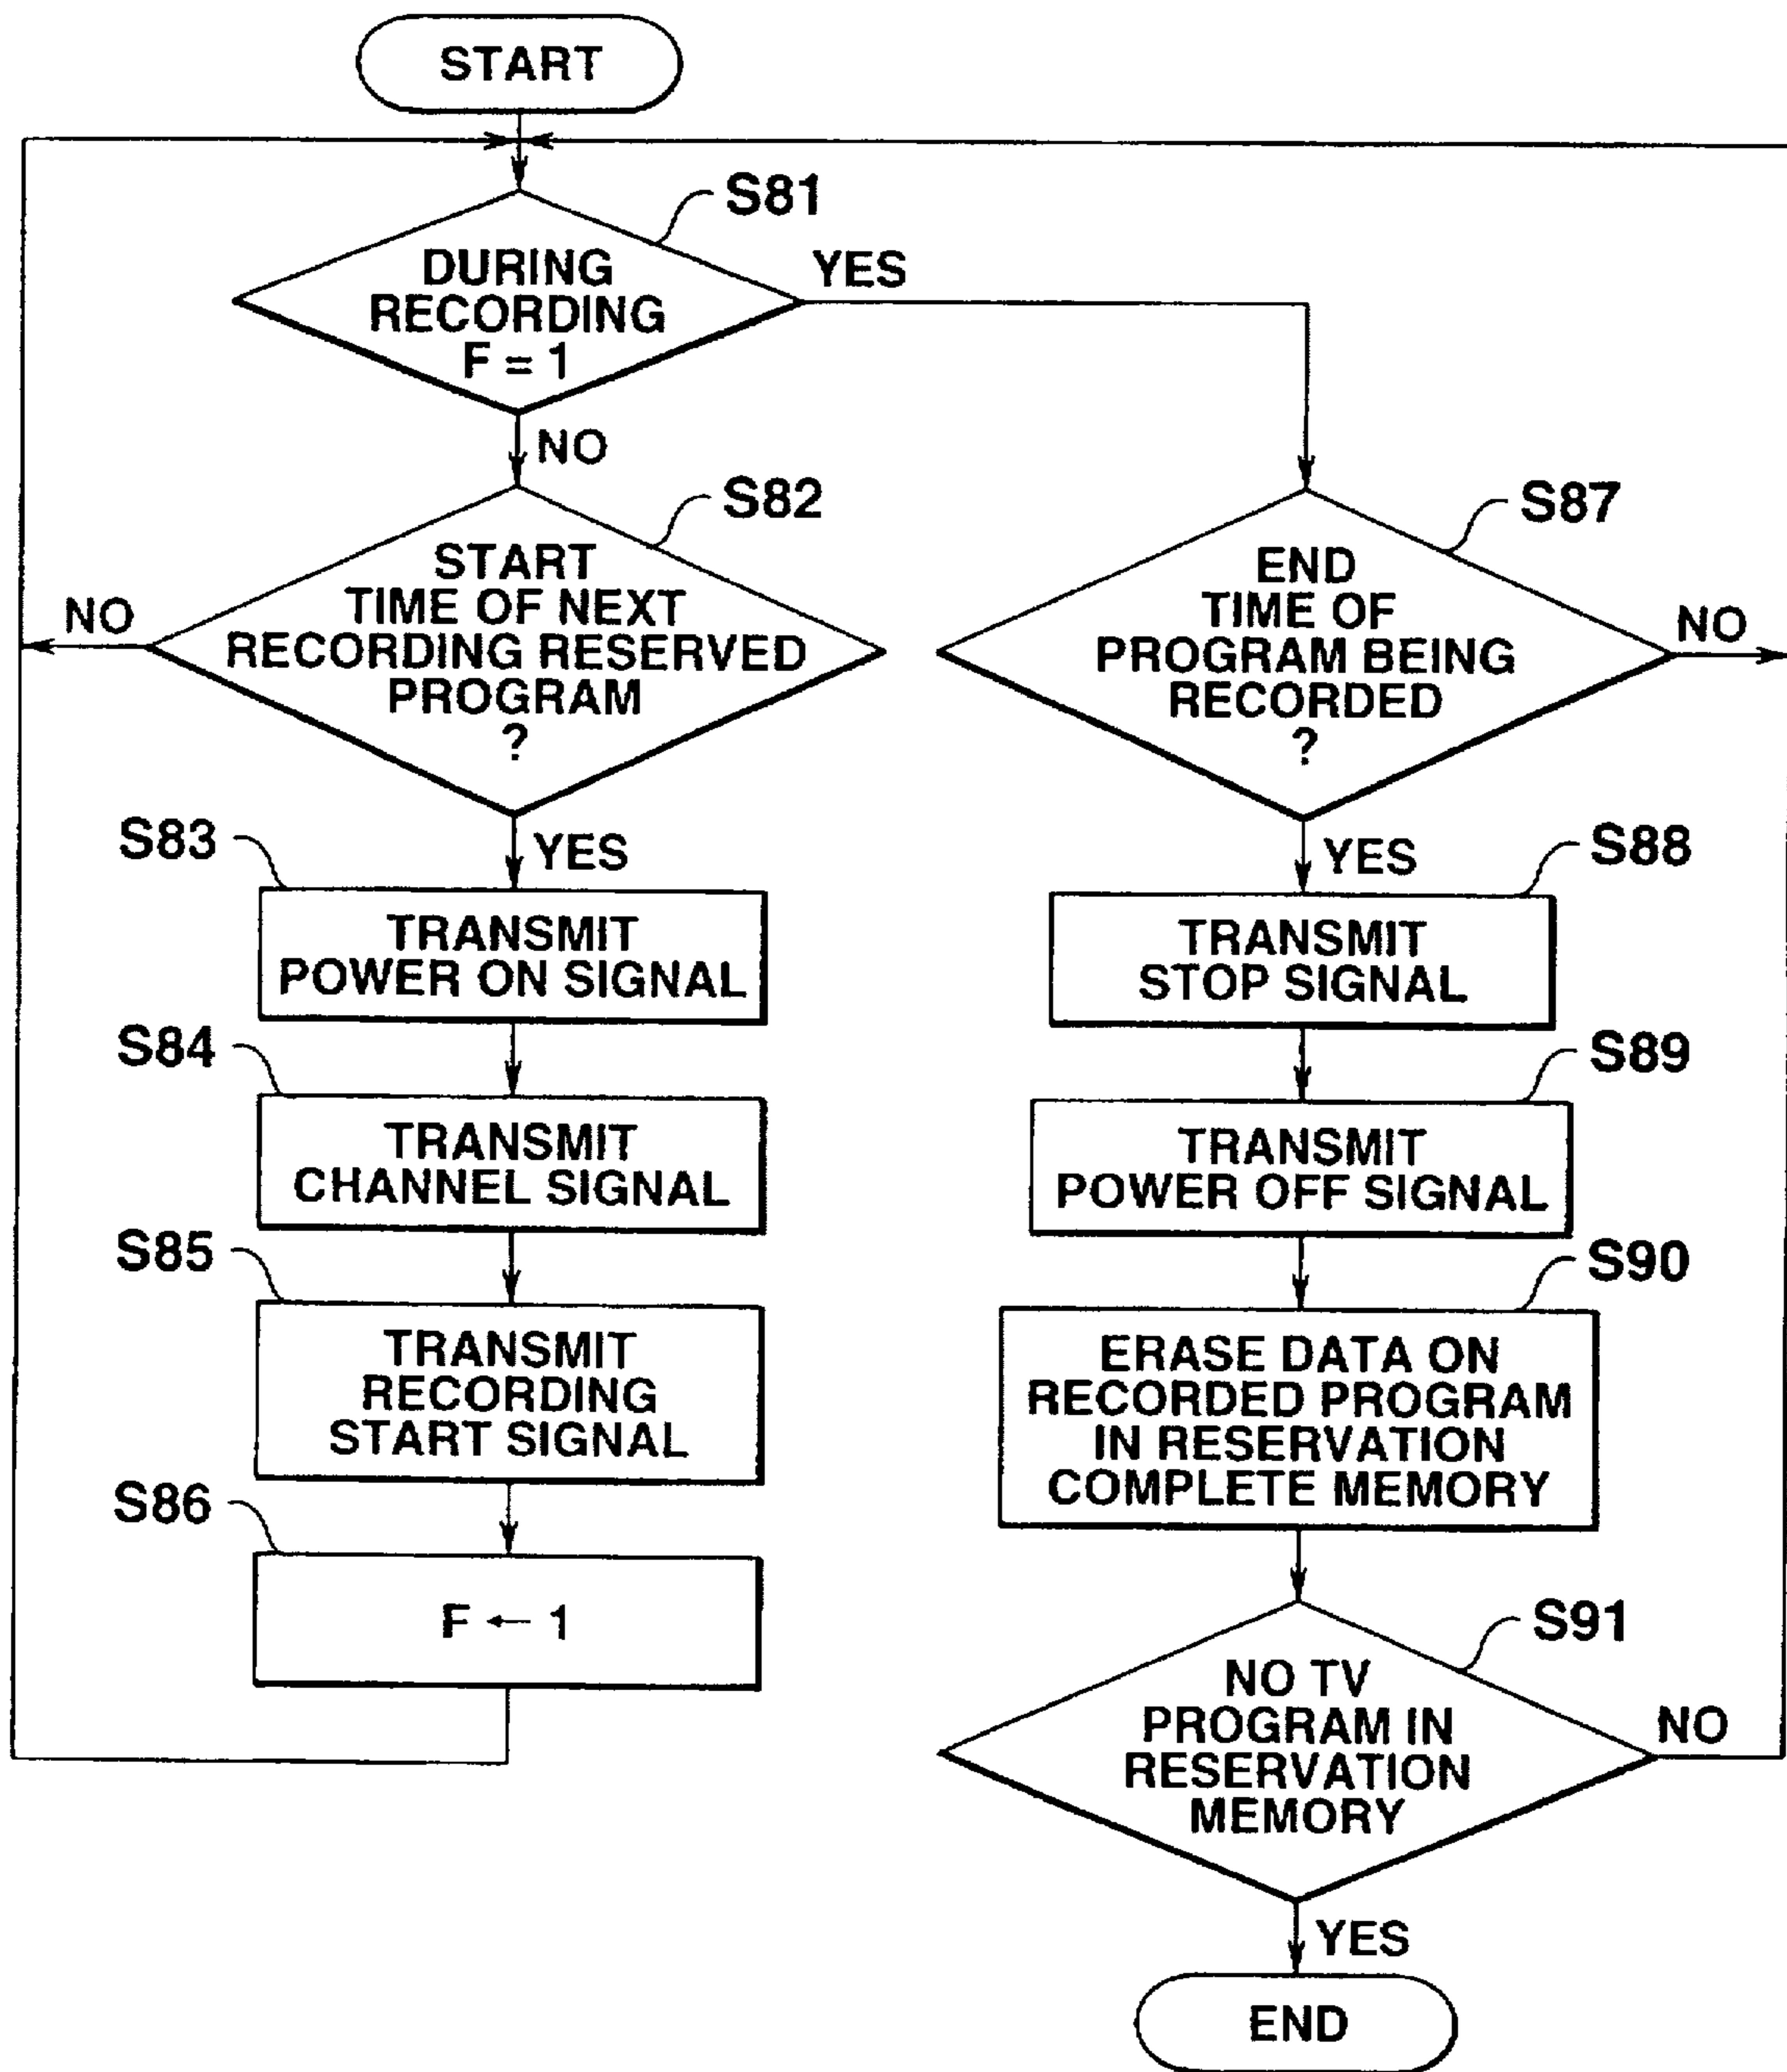 START
S81
DURING
RECORDING
F = 1
YES
NO
S82
START
TIME OF NEXT
RECORDING RESERVED
PROGRAM
?
NO
YES
S83
TRANSMIT
POWER ON SIGNAL
S84
TRANSMIT
CHANNEL SIGNAL
S85
TRANSMIT
RECORDING
START SIGNAL
S86
F ← 1
S87
END
TIME OF
PROGRAM BEING
RECORDED
?
NO
YES
S88
TRANSMIT
STOP SIGNAL
S89
TRANSMIT
POWER OFF SIGNAL
S90
ERASE DATA ON
RECORDED PROGRAM
IN RESERVATION
COMPLETE MEMORY
S91
NO TV
PROGRAM IN
RESERVATION
MEMORY
NO
YES
END